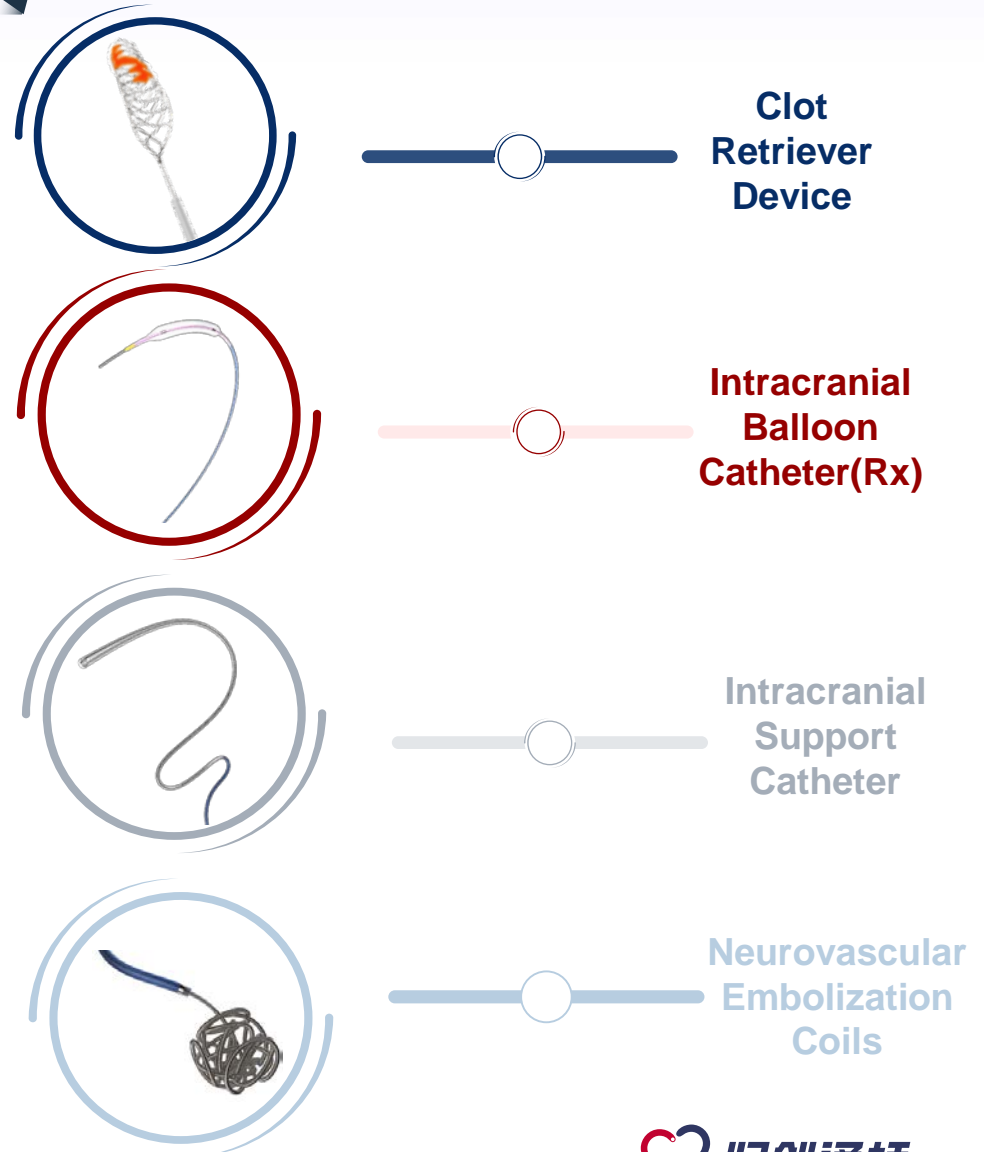 Clot
Retriever
Device
Intracranial
Balloon
Catheter(Rx)
Intracranial
Support
Catheter
Neurovascular
Embolization
Coils